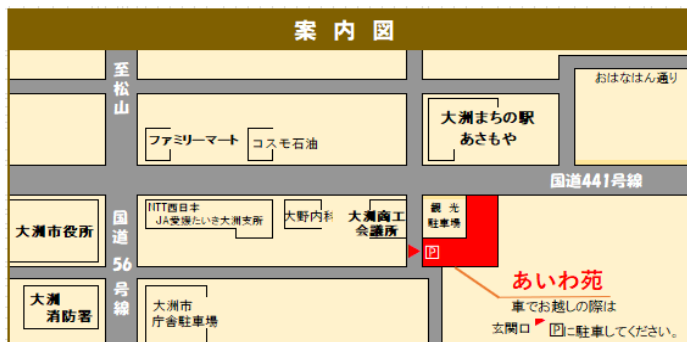 案内図
至松山
おはなはん通り
大洲まちの駅
あさもや
ファミリーマート
コスモ石油
国道441号線
NTT西日本
JA愛媛たいき大洲支所
大野内科
大洲商工
会議所
観光
駐車場
大洲市役所
国道56号線
P
あいわ苑
車でお越しの際は
玄関口 Pに駐車してください。
大洲
消防署
大洲市
庁舎駐車場